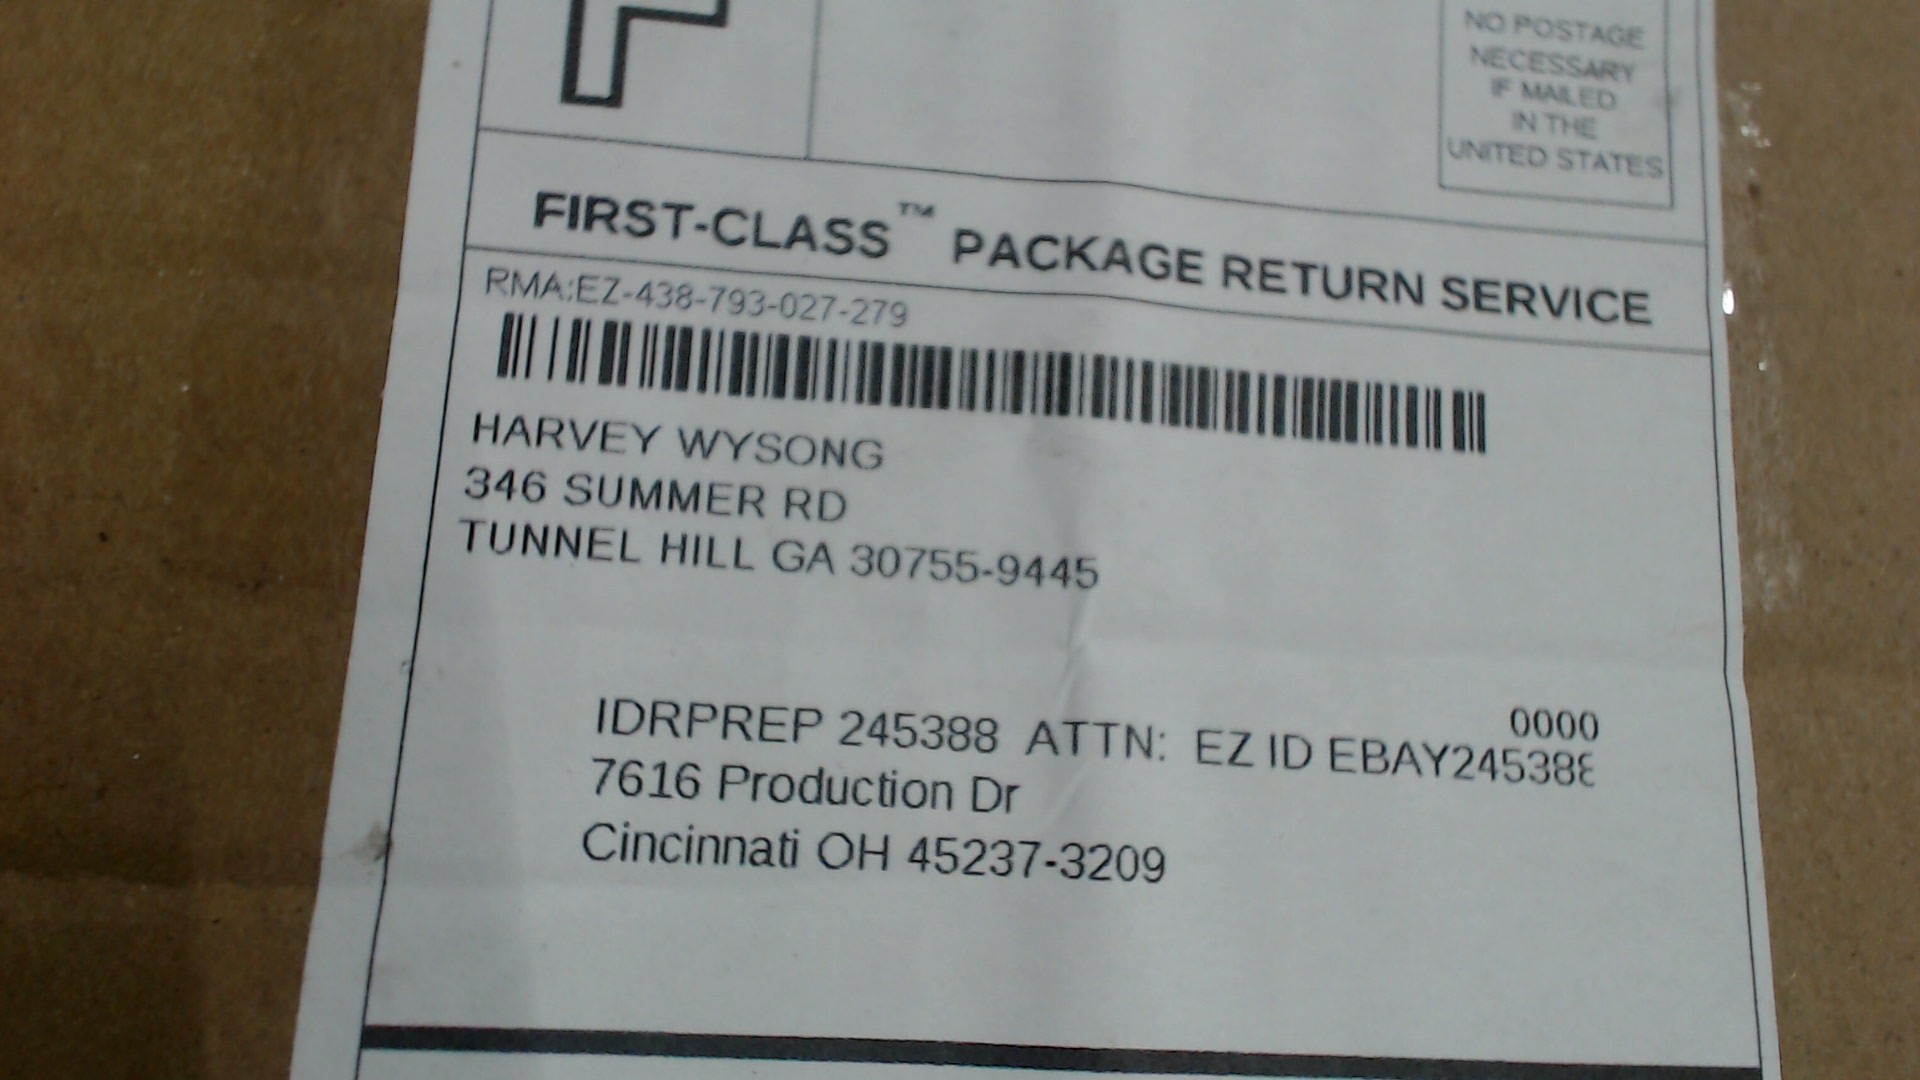 F
NO POSTAGE
NECESSARY
IF MAILED
IN THE
UNITED STATES
FIRST-CLASS™ PACKAGE RETURN SERVICE
RMA:EZ-438-793-027-279
HARVEY WYSONG
346 SUMMER RD
TUNNEL HILL GA 30755-9445
0000
IDRPREP 245388 ATTN: EZ ID EBAY245388
7616 Production Dr
Cincinnati OH 45237-3209